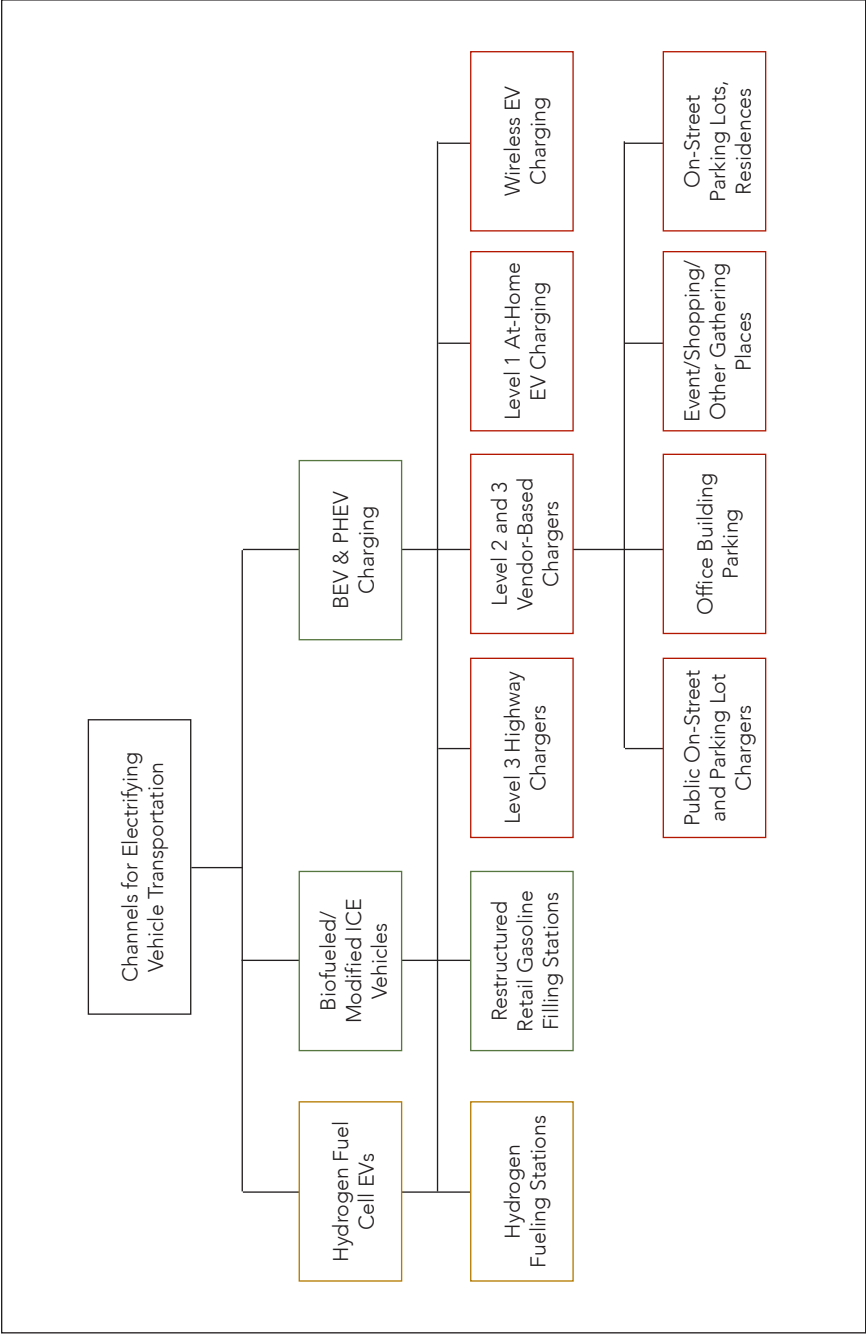 Channels for Electrifying
Vehicle Transportation
Hydrogen Fuel
Cell EVs
Biofueled/
Modified ICE
Vehicles
BEV & PHEV
Charging
Hydrogen
Fueling Stations
Restructured
Retail Gasoline
Filling Stations
Level 3 Highway
Chargers
Level 2 and 3
Vendor-Based
Chargers
Level 1 At-Home
EV Charging
Wireless EV
Charging
Public On-Street
and Parking Lot
Chargers
Office Building
Parking
Event/Shopping/
Other Gathering
Places
On-Street
Parking Lots,
Residences